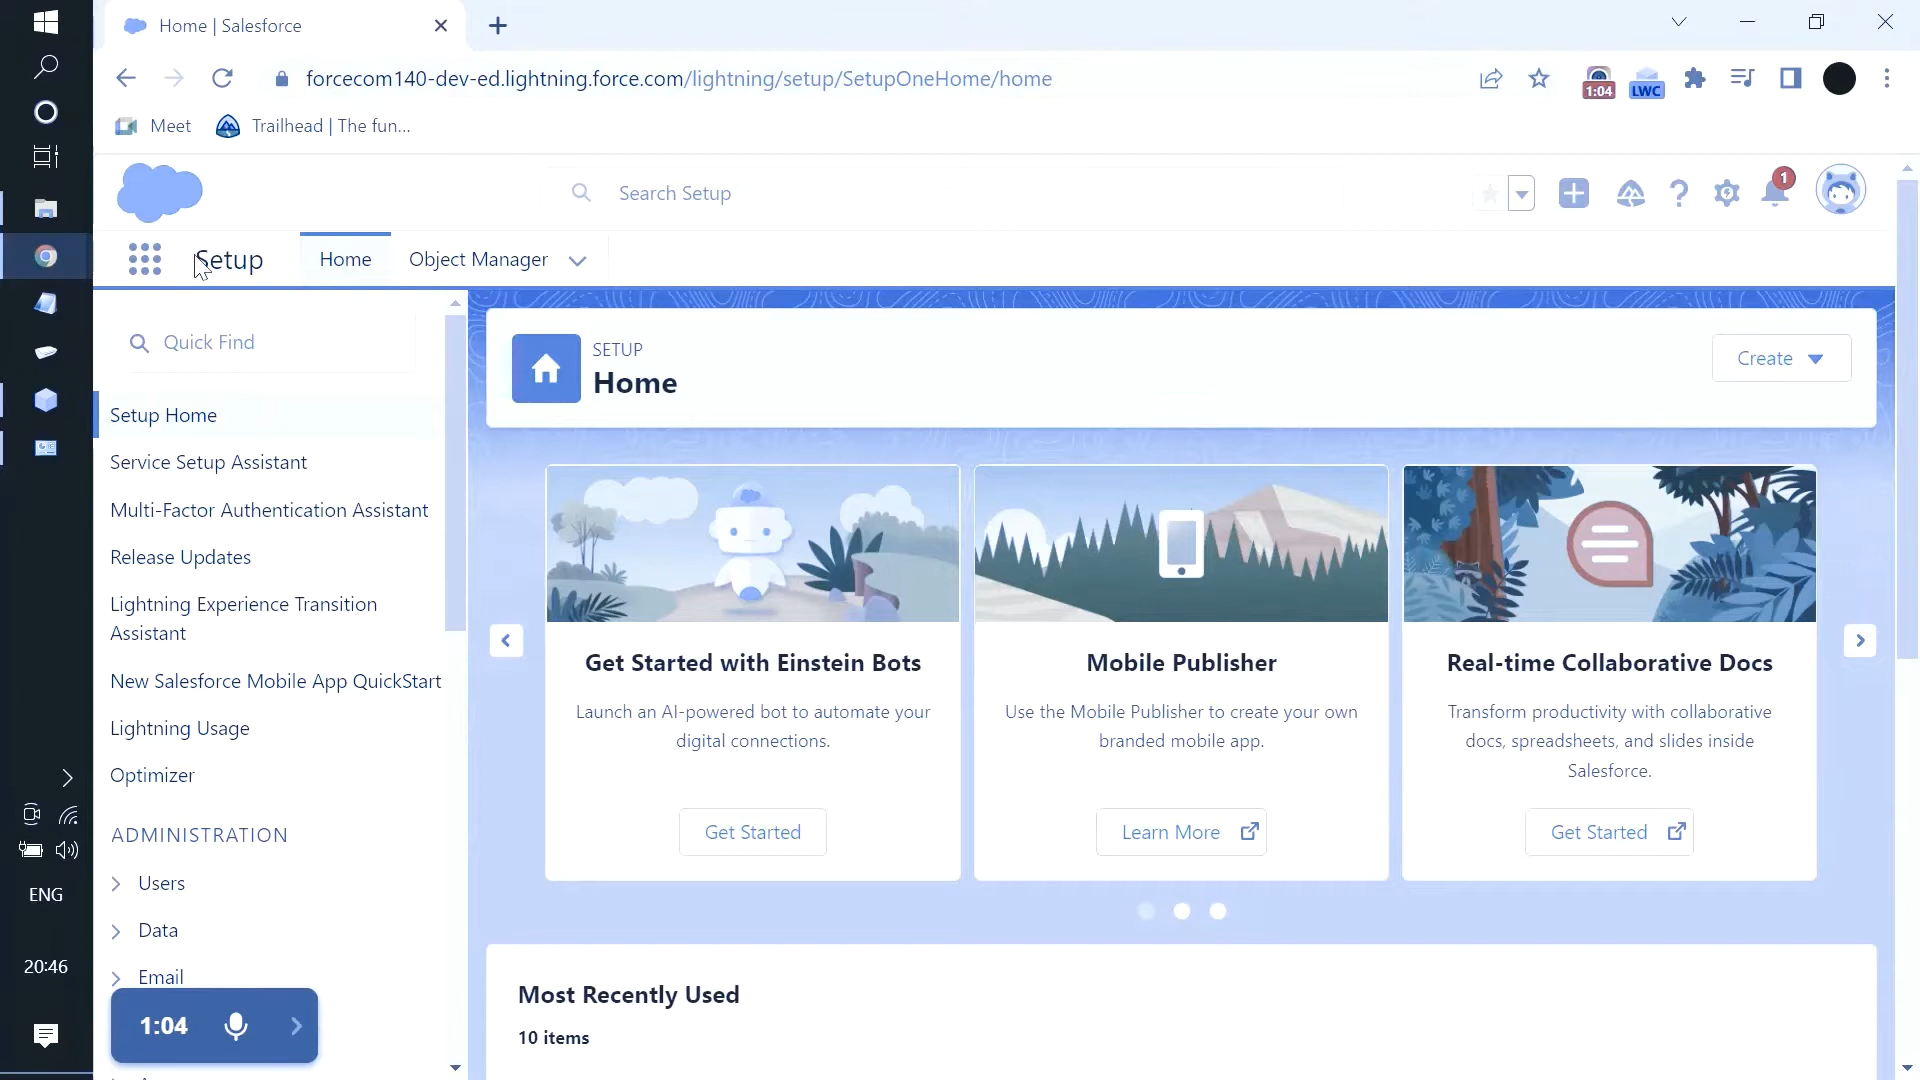 Home | Salesforce
forcecom140-dev-ed.lightning.force.com/lightning/setup/SetupOneHome/home
1:04
LWC
Meet
Trailhead | The fun...
Search Setup
1
Setup
Home
Object Manager
Quick Find
SETUP
Home
Create
Setup Home
Service Setup Assistant
Multi-Factor Authentication Assistant
Release Updates
Lightning Experience Transition
Assistant
New Salesforce Mobile App QuickStart
Lightning Usage
Optimizer
ADMINISTRATION
Users
Data
Email
Get Started with Einstein Bots
Launch an AI-powered bot to automate your
digital connections.
Get Started
Mobile Publisher
Use the Mobile Publisher to create your own
branded mobile app.
Learn More
Real-time Collaborative Docs
Transform productivity with collaborative
docs, spreadsheets, and slides inside
Salesforce.
Get Started
Most Recently Used
10 items
1:04
ENG
20:46